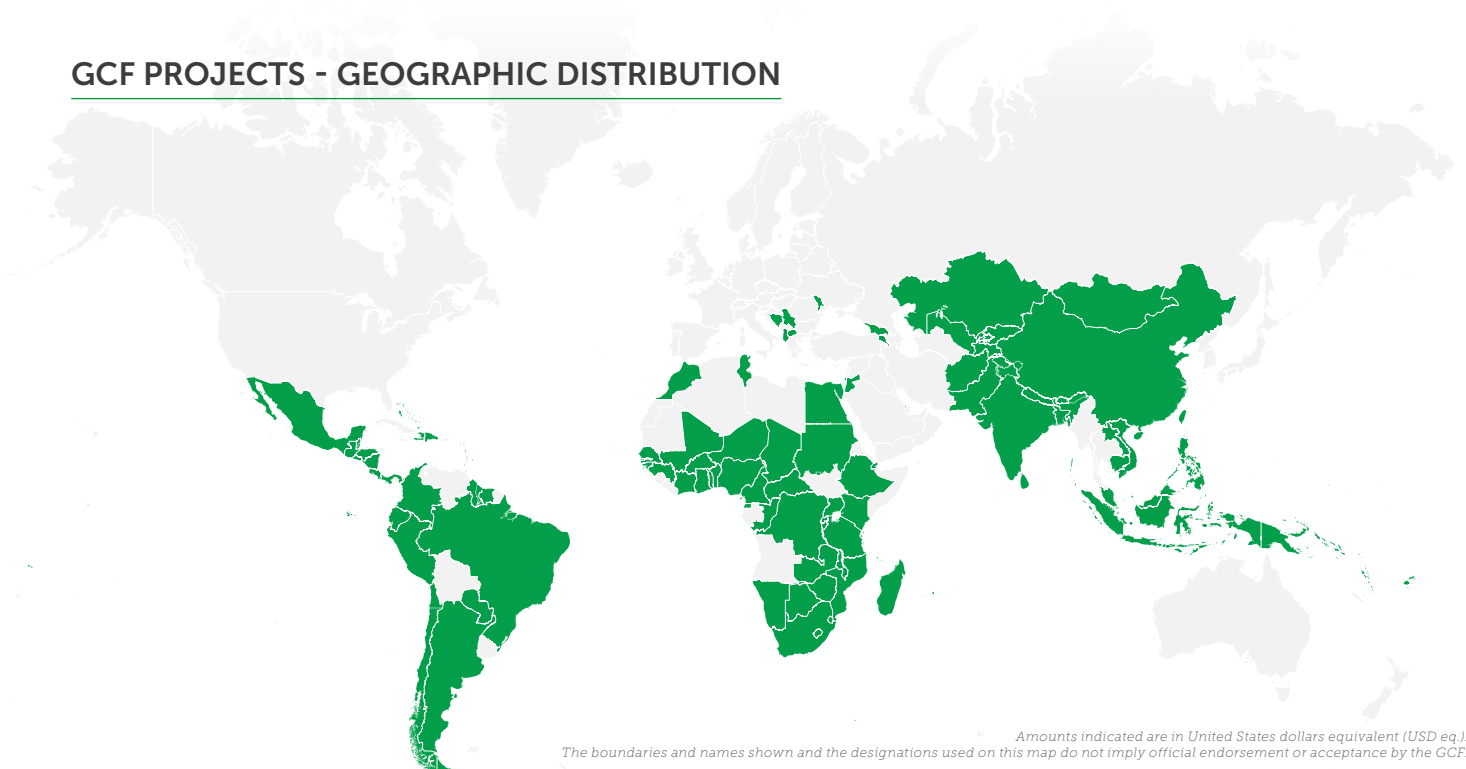 GCF PROJECTS - GEOGRAPHIC DISTRIBUTION
Amounts indicated are in United States dollars equivalent (USD eq.).
The boundaries and names shown and the designations used on this map do not imply official endorsement or acceptance by the GCF.